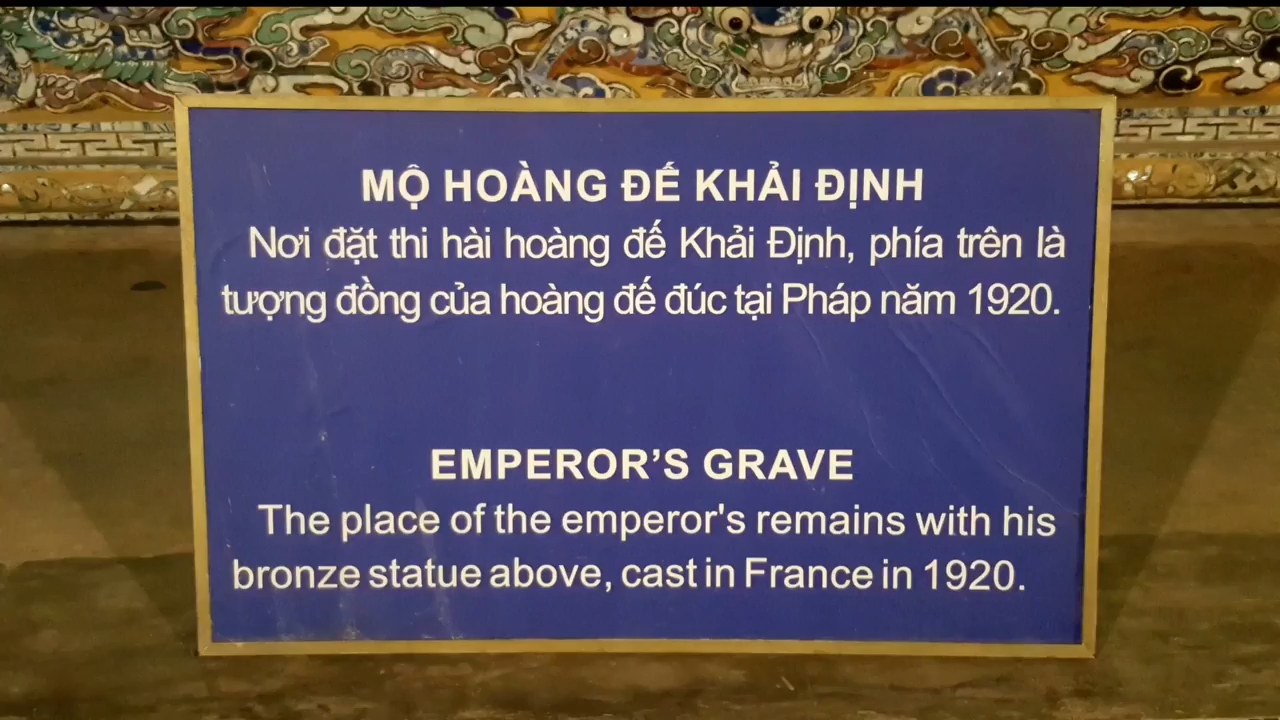 MỘ HOÀNG ĐẾ KHẢI ĐỊNH
Nơi đặt thi hài hoàng đế Khải Định, phía trên là
tượng đồng của hoàng đế đúc tại Pháp năm 1920.
EMPEROR’S GRAVE
The place of the emperor's remains with his
bronze statue above, cast in France in 1920.